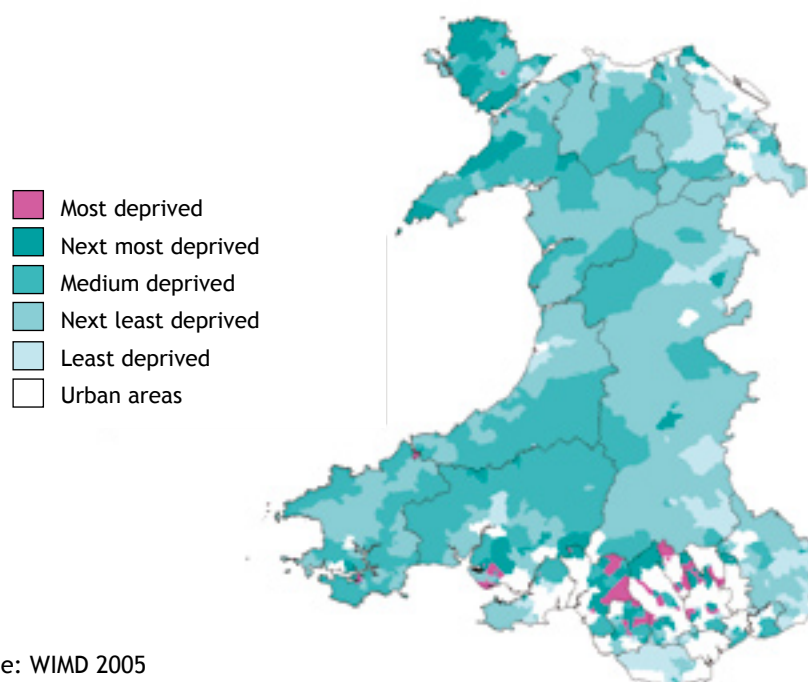 Most deprived
Next most deprived
Medium deprived
Next least deprived
Least deprived
Urban areas
e: WIMD 2005